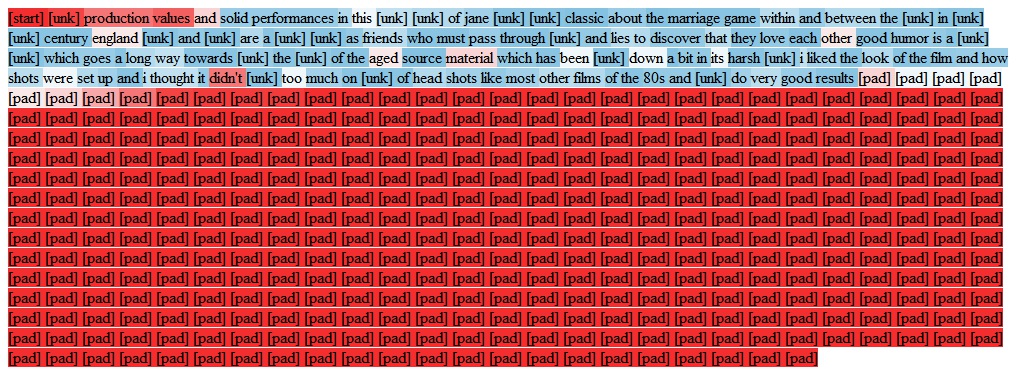 [start] [unk] production values and solid performances in this [unk] [unk] of jane [unk] [unk] classic about the marriage game within and between the [unk] in [unk]
[unk] century england [unk] and [unk] are a [unk] [unk] as friends who must pass through [unk] and lies to discover that they love each other good humor is a [unk]
[unk] which goes a long way towards [unk] the [unk] of the aged source material which has been [unk] down a bit in its harsh [unk] i liked the look of the film and how
shots were set up and i thought it didn't [unk] too much on [unk] of head shots like most other films of the 80s and [unk] do very good results [pad] [pad] [pad] [pad]
[pad] [pad] [pad] [pad] [pad] [pad] [pad] [pad] [pad] [pad] [pad] [pad] [pad] [pad] [pad] [pad] [pad] [pad] [pad] [pad] [pad] [pad] [pad] [pad] [pad] [pad] [pad]
[pad] [pad] [pad] [pad] [pad] [pad] [pad] [pad] [pad] [pad] [pad] [pad] [pad] [pad] [pad] [pad] [pad] [pad] [pad] [pad] [pad] [pad] [pad] [pad] [pad] [pad] [pad]
[pad] [pad] [pad] [pad] [pad] [pad] [pad] [pad] [pad] [pad] [pad] [pad] [pad] [pad] [pad] [pad] [pad] [pad] [pad] [pad] [pad] [pad] [pad] [pad] [pad] [pad] [pad]
[pad] [pad] [pad] [pad] [pad] [pad] [pad] [pad] [pad] [pad] [pad] [pad] [pad] [pad] [pad] [pad] [pad] [pad] [pad] [pad] [pad] [pad] [pad] [pad] [pad] [pad] [pad]
[pad] [pad] [pad] [pad] [pad] [pad] [pad] [pad] [pad] [pad] [pad] [pad] [pad] [pad] [pad] [pad] [pad] [pad] [pad] [pad] [pad] [pad] [pad] [pad] [pad] [pad] [pad]
[pad] [pad] [pad] [pad] [pad] [pad] [pad] [pad] [pad] [pad] [pad] [pad] [pad] [pad] [pad] [pad] [pad] [pad] [pad] [pad] [pad] [pad] [pad] [pad] [pad] [pad] [pad]
[pad] [pad] [pad] [pad] [pad] [pad] [pad] [pad] [pad] [pad] [pad] [pad] [pad] [pad] [pad] [pad] [pad] [pad] [pad] [pad] [pad] [pad] [pad] [pad] [pad] [pad] [pad]
[pad] [pad] [pad] [pad] [pad] [pad] [pad] [pad] [pad] [pad] [pad] [pad] [pad] [pad] [pad] [pad] [pad] [pad] [pad] [pad] [pad] [pad] [pad] [pad] [pad] [pad] [pad]
[pad] [pad] [pad] [pad] [pad] [pad] [pad] [pad] [pad] [pad] [pad] [pad] [pad] [pad] [pad] [pad] [pad] [pad] [pad] [pad] [pad] [pad] [pad] [pad] [pad] [pad] [pad]
[pad] [pad] [pad] [pad] [pad] [pad] [pad] [pad] [pad] [pad] [pad] [pad] [pad] [pad] [pad] [pad] [pad] [pad] [pad] [pad] [pad] [pad] [pad] [pad] [pad] [pad] [pad]
[pad] [pad] [pad] [pad] [pad] [pad] [pad] [pad] [pad] [pad] [pad] [pad] [pad] [pad] [pad] [pad] [pad] [pad] [pad] [pad] [pad] [pad] [pad] [pad] [pad] [pad] [pad]
[pad] [pad] [pad] [pad] [pad] [pad] [pad] [pad] [pad] [pad] [pad] [pad] [pad] [pad] [pad] [pad] [pad] [pad] [pad] [pad] [pad] [pad] [pad] [pad] [pad] [pad] [pad]
[pad] [pad] [pad] [pad] [pad] [pad] [pad] [pad] [pad] [pad] [pad] [pad] [pad] [pad] [pad] [pad] [pad] [pad] [pad] [pad] [pad] [pad] [pad] [pad] [pad] [pad] [pad]
[pad] [pad] [pad] [pad] [pad] [pad] [pad] [pad] [pad] [pad] [pad] [pad] [pad] [pad] [pad] [pad] [pad] [pad] [pad] [pad] [pad] [pad]